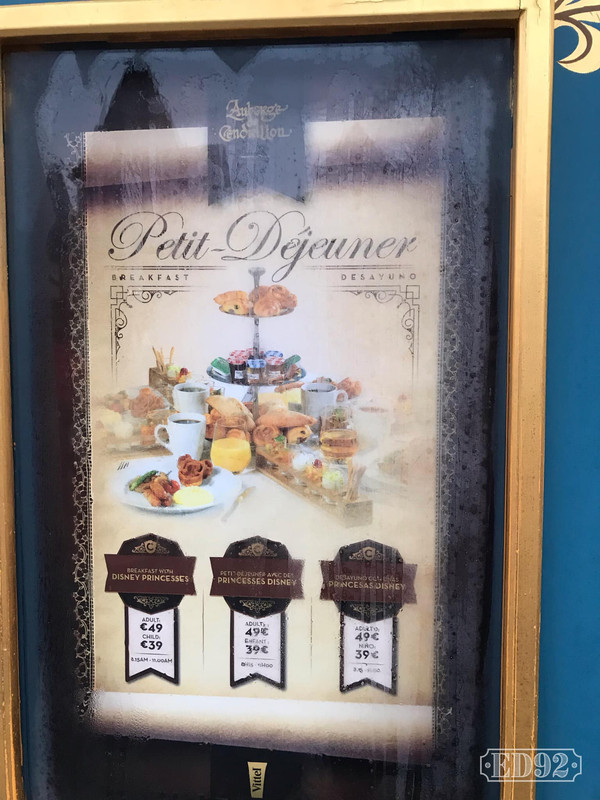 Auberge
de
Cendrillon
Petit-Déjeuner
BREAKFAST DESAYUNO
BREAKFAST WITH
DISNEY PRINCESSES
ADULT:
€49
CHILD:
€39
8.15AM - 11.00AM
PETIT DÉJEUNER AVEC DES
PRINCESSES DISNEY
ADULTE:
49€
ENFANT:
39€
DESAYUNO CON LAS
PRINCESAS DISNEY
ADULTO:
49€
NIÑO:
39€
Vittel
ED92